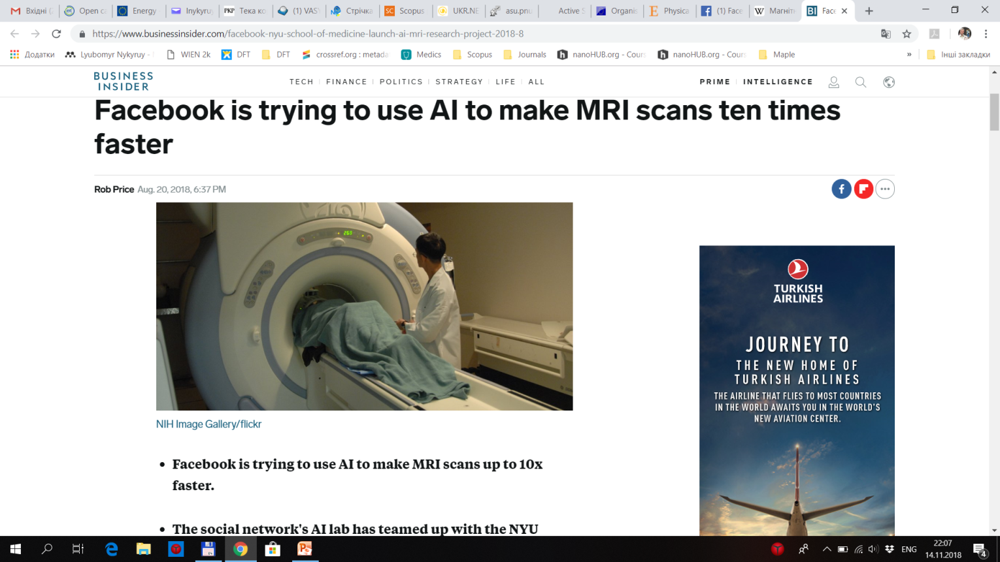 Вхідні (
Open ca
Energy
Inykyruy
PKP Тека ко
(1) VASY
Стрічка
SC Scopus
UKR.NE
asu.pnu
Active S
Organis
E Physica
(1) Face
W Магніт
BI Face
https://www.businessinsider.com/facebook-nyu-school-of-medicine-launch-ai-mri-research-project-2018-8
Додатки
Lyubomyr Nykyruy -
WIEN 2k
DFT
DFT
crossref.org : metada
Medics
Scopus
Journals
nanoHUB.org - Cours
nanoHUB.org - Cours
Maple
»
Інші закладки
BUSINESS
INSIDER
TECH | FINANCE | POLITICS | STRATEGY | LIFE | ALL
PRIME | INTELLIGENCE
Facebook is trying to use AI to make MRI scans ten times
faster
Rob Price Aug. 20, 2018, 6:37 PM
NIH Image Gallery/flickr
• Facebook is trying to use AI to make MRI scans up to 10x
faster.
• The social network's AI lab has teamed up with the NYU
TURKISH
AIRLINES
JOURNEY TO
THE NEW HOME OF
TURKISH AIRLINES
THE AIRLINE THAT FLIES TO MOST COUNTRIES
IN THE WORLD AWAITS YOU IN THE WORLD'S
NEW AVIATION CENTER.
ENG
22:07
14.11.2018
4